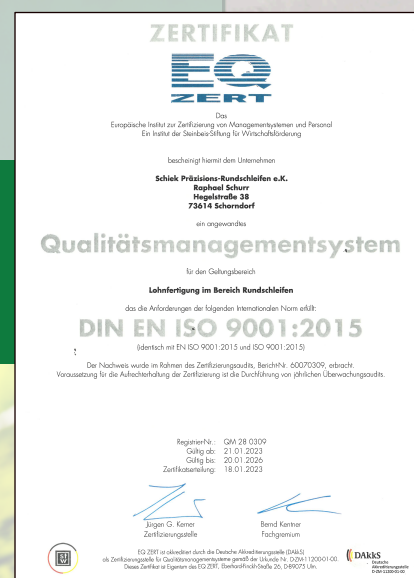 ZERTIFIKAT
EQ
ZERT
Das
Europäische Institut zur Zertifizierung von Managementsystemen und Personal
Ein Institut der Steinbeis-Stiftung für Wirtschaftsförderung
bescheinigt hiermit dem Unternehmen
Schiek Präzisions-Rundschleifen e.K.
Raphael Schurr
Hegelstraße 38
73614 Schorndorf
ein angewandtes
Qualitätsmanagementsystem
für den Geltungsbereich
Lohnfertigung im Bereich Rundschleifen
das die Anforderungen der folgenden Internationalen Norm erfüllt:
DIN EN ISO 9001:2015
(identisch mit EN ISO 9001:2015 und ISO 9001:2015)
Der Nachweis wurde im Rahmen des Zertifizierungsaudits, Bericht-Nr. 60070309, erbracht.
Voraussetzung für die Aufrechterhaltung der Zertifizierung ist die Durchführung von jährlichen Überwachungsaudits.
Registrier-Nr.: QM 28 0309
Gültig ab: 21.01.2023
Gültig bis: 20.01.2026
Zertifikatserteilung: 18.01.2023
Jürgen G. Kerner Bernd Kentner
Zertifizierungsstelle Fachgremium
EQ ZERT ist akkreditiert durch die Deutsche Akkreditierungsstelle (DAkkS)
als Zertifizierungsstelle für Qualitätsmanagementsysteme gemäß der Urkunde Nr. D-ZM-11200-01-00.
Dieses Zertifikat ist Eigentum des EQ ZERT, Eberhard-Finckh-Straße 26, D-89075 Ulm.
DAkkS
Deutsche
Akkreditierungsstelle
D-ZM-11200-01-00